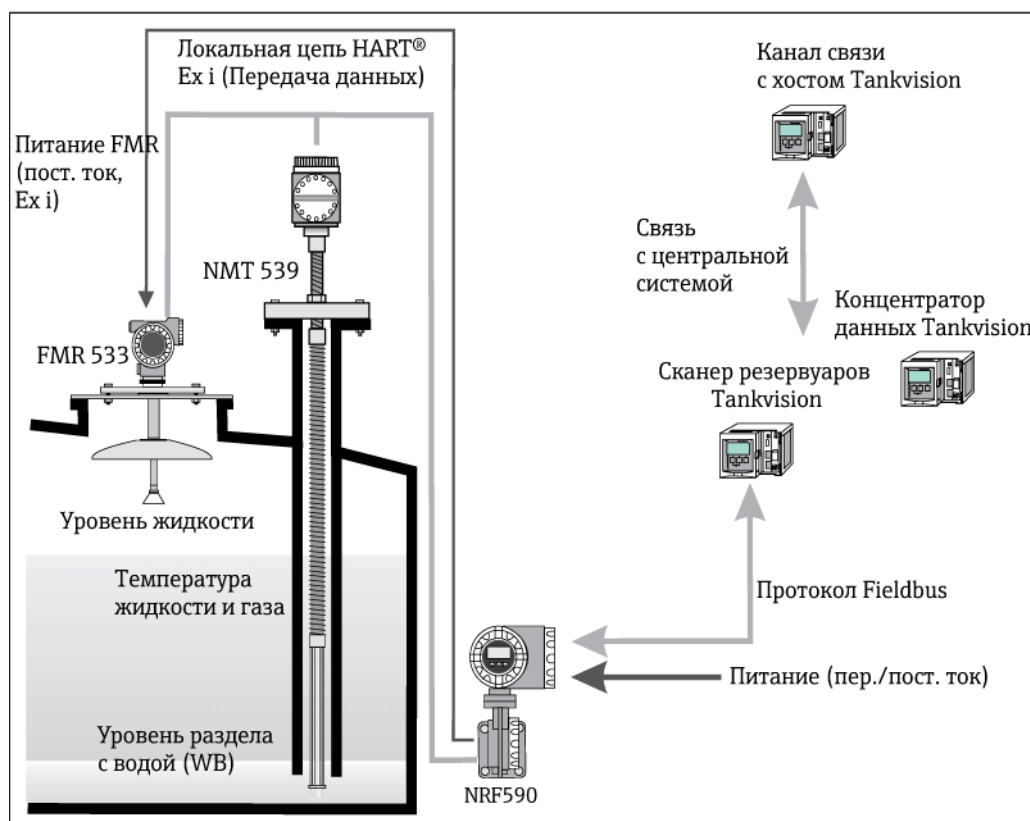 Локальная цепь HART®
Ex i (Передача данных)
Канал связи
с хостом Tankvision
Питание FMR
(пост. ток,
Ex i)
Связь
с центральной
системой
NMT 539
Концентратор
данных Tankvision
FMR 533
Сканер резервуаров
Tankvision
Уровень жидкости
Температура
жидкости и газа
Протокол Fieldbus
Питание (пер./пост. ток)
Уровень раздела
с водой (WB)
NRF590